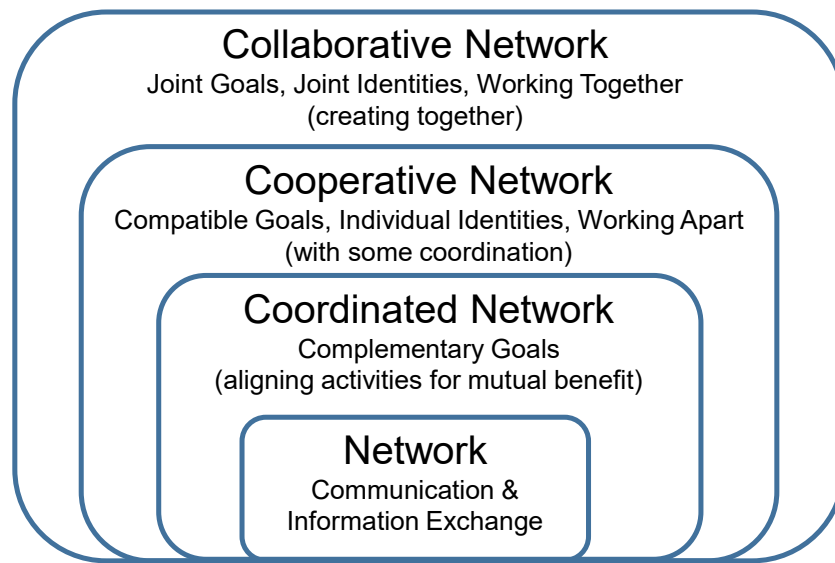 Collaborative Network
Joint Goals, Joint Identities, Working Together
(creating together)
Cooperative Network
Compatible Goals, Individual Identities, Working Apart
(with some coordination)
Coordinated Network
Complementary Goals
(aligning activities for mutual benefit)
Network
Communication &
Information Exchange